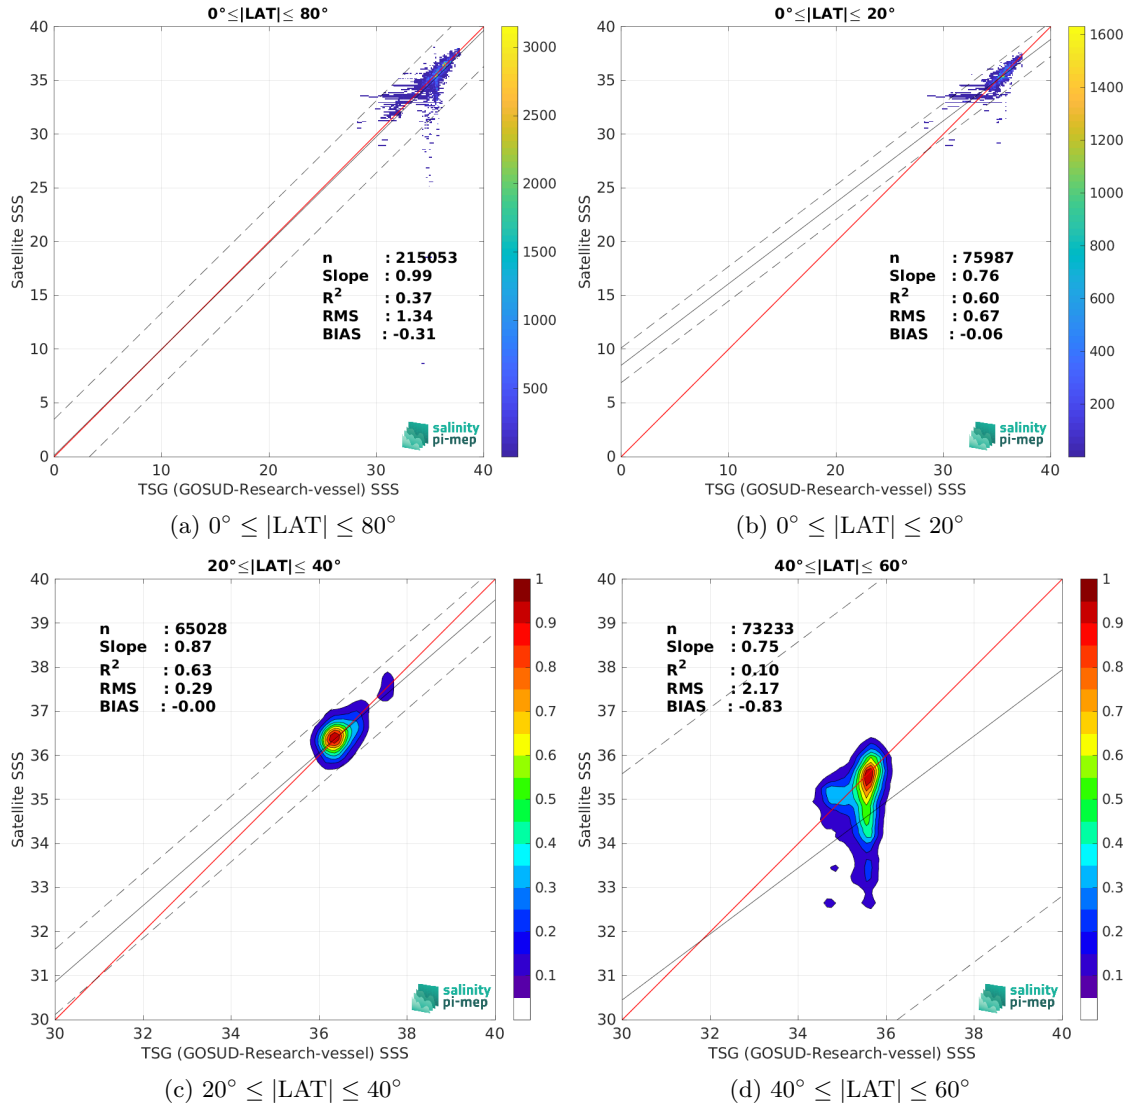 0°≤|LAT|≤ 80°
40
35
30
25
20
15
10
5
0
Satellite SSS
n : 215053
Slope : 0.99
R²  : 0.37
RMS : 1.34
BIAS : -0.31
salinity
pi-mep
0 10 20 30 40
TSG (GOSUD-Research-vessel) SSS
3000
2500
2000
1500
1000
500
(a) 0° ≤ |LAT| ≤ 80°
0°≤|LAT|≤ 20°
40
35
30
25
20
15
10
5
0
Satellite SSS
n : 75987
Slope : 0.76
R² : 0.60
RMS : 0.67
BIAS : -0.06
salinity
pi-mep
0 10 20 30 40
TSG (GOSUD-Research-vessel) SSS
1600
1400
1200
1000
800
600
400
200
(b) 0° ≤ |LAT| ≤ 20°
20°≤|LAT|≤ 40°
40
39
38
37
36
35
34
33
32
31
30
Satellite SSS
n : 65028
Slope : 0.87
R² : 0.63
RMS : 0.29
BIAS : -0.00
salinity
pi-mep
30 32 34 36 38 40
TSG (GOSUD-Research-vessel) SSS
1
0.9
0.8
0.7
0.6
0.5
0.4
0.3
0.2
0.1
(c) 20° ≤ |LAT| ≤ 40°
40°≤|LAT|≤ 60°
40
39
38
37
36
35
34
33
32
31
30
Satellite SSS
n : 73233
Slope : 0.75
R² : 0.10
RMS : 2.17
BIAS : -0.83
salinity
pi-mep
30 32 34 36 38 40
TSG (GOSUD-Research-vessel) SSS
1
0.9
0.8
0.7
0.6
0.5
0.4
0.3
0.2
0.1
(d) 40° ≤ |LAT| ≤ 60°